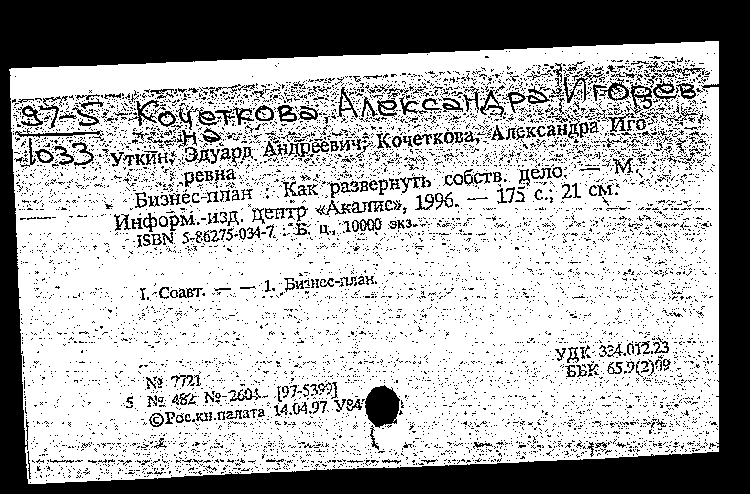 97-5 Кочеткова, Александра Игорев-
на
1033 Уткин, Эдуард Андреевич; Кочеткова, Александра Иго
ревна
Бизнес-план : Как развернуть собств. дело. — М.:
Информ.-изд. центр «Акалис», 1996. — 175 с.; 21 см.
ISBN 5-86275-034-7 : Б. ц., 10000 экз.
I. Соавт. — — 1. Бизнес-план.
УДК 334.012.23
ББК 65.9(2)09
№ 7721
5 № 482 № 2604 [97-5399]
©Рос.кн.палата 14.04.97 У84